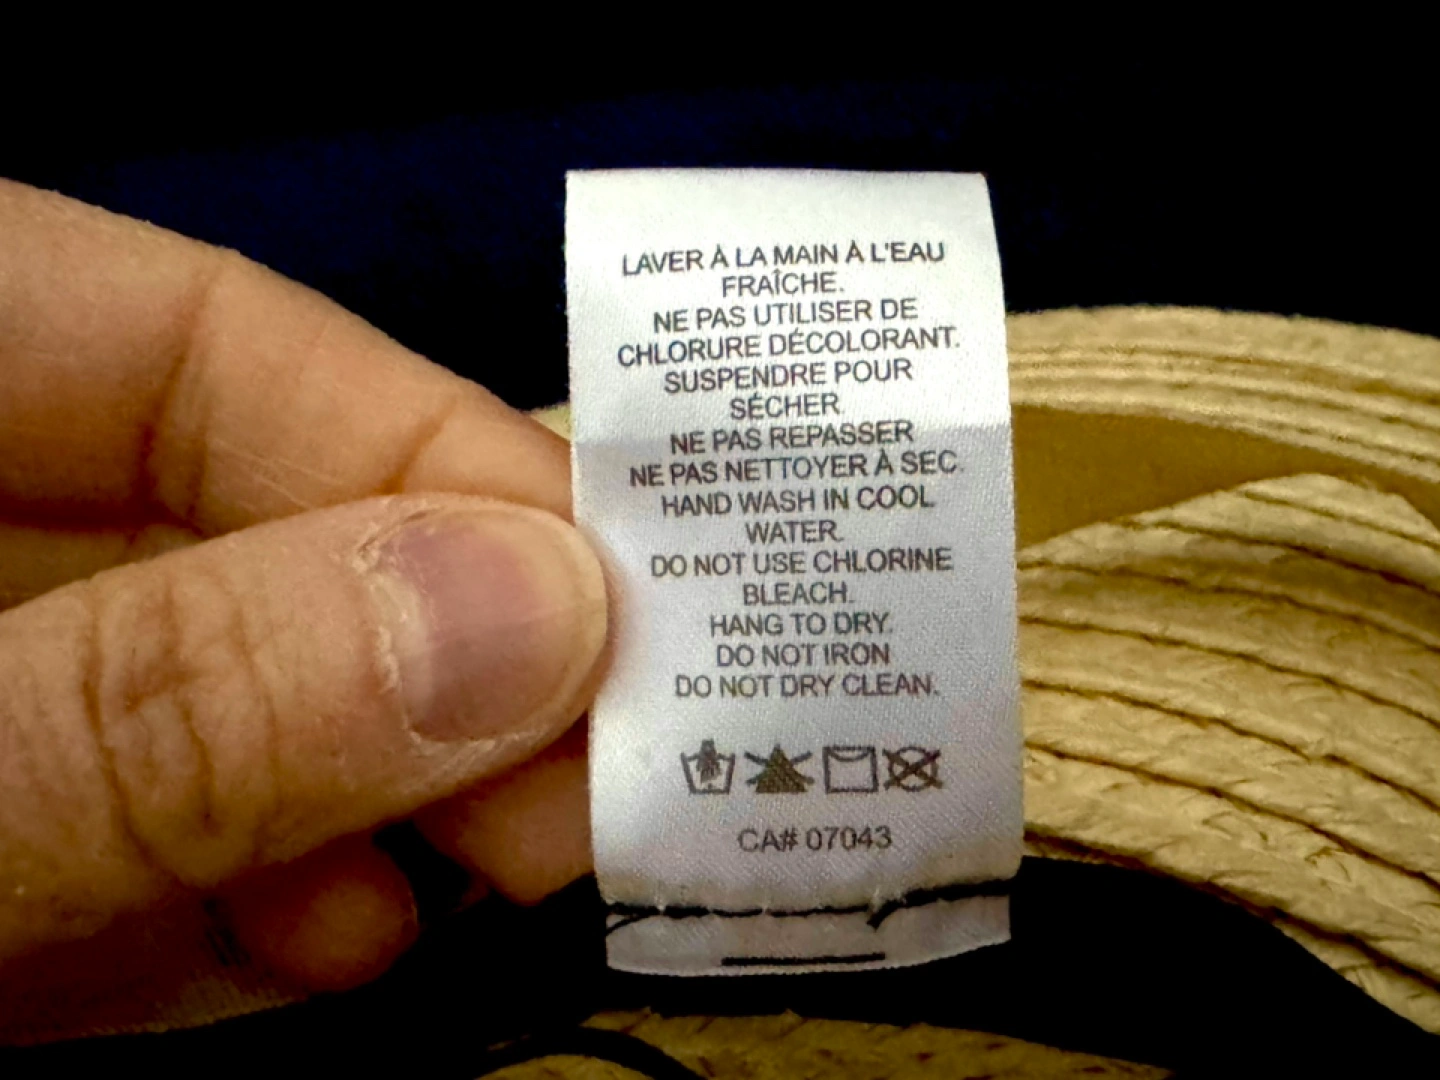 LAVER À LA MAIN À L'EAU
FRAÎCHE.
NE PAS UTILISER DE
CHLORURE DÉCOLORANT.
SUSPENDRE POUR
SÉCHER
NE PAS REPASSER
NE PAS NETTOYER À SEC.
HAND WASH IN COOL
WATER.
DO NOT USE CHLORINE
BLEACH.
HANG TO DRY.
DO NOT IRON
DO NOT DRY CLEAN.
CA# 07043